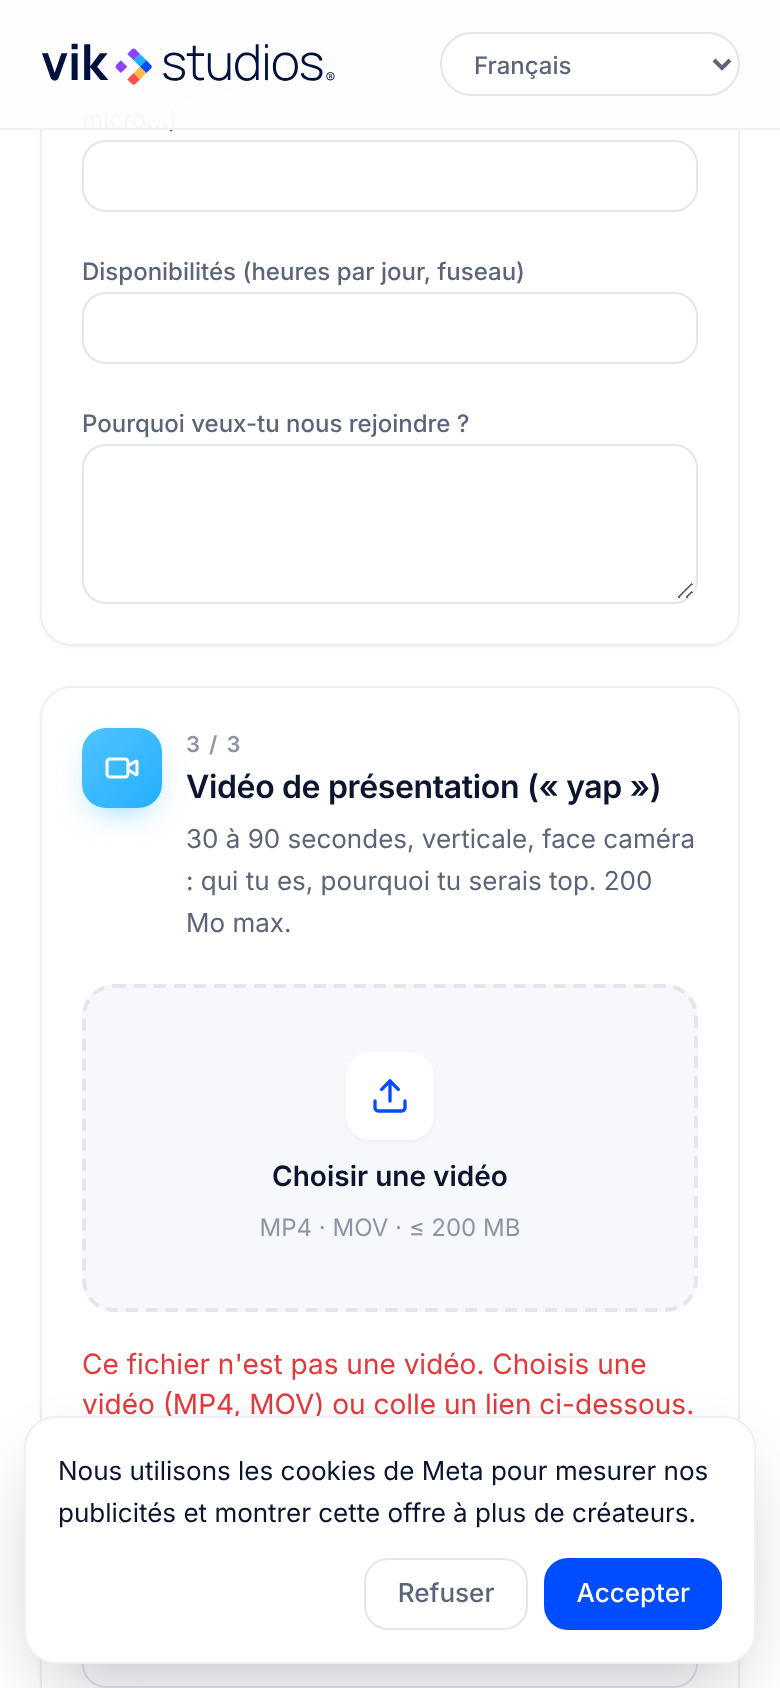 vik studios®
Français
micro...)
Disponibilités (heures par jour, fuseau)
Pourquoi veux-tu nous rejoindre ?
3 / 3
Vidéo de présentation (« yap »)
30 à 90 secondes, verticale, face caméra
: qui tu es, pourquoi tu serais top. 200
Mo max.
Choisir une vidéo
MP4 · MOV · ≤ 200 MB
Ce fichier n'est pas une vidéo. Choisis une
vidéo (MP4, MOV) ou colle un lien ci-dessous.
Nous utilisons les cookies de Meta pour mesurer nos
publicités et montrer cette offre à plus de créateurs.
Refuser
Accepter